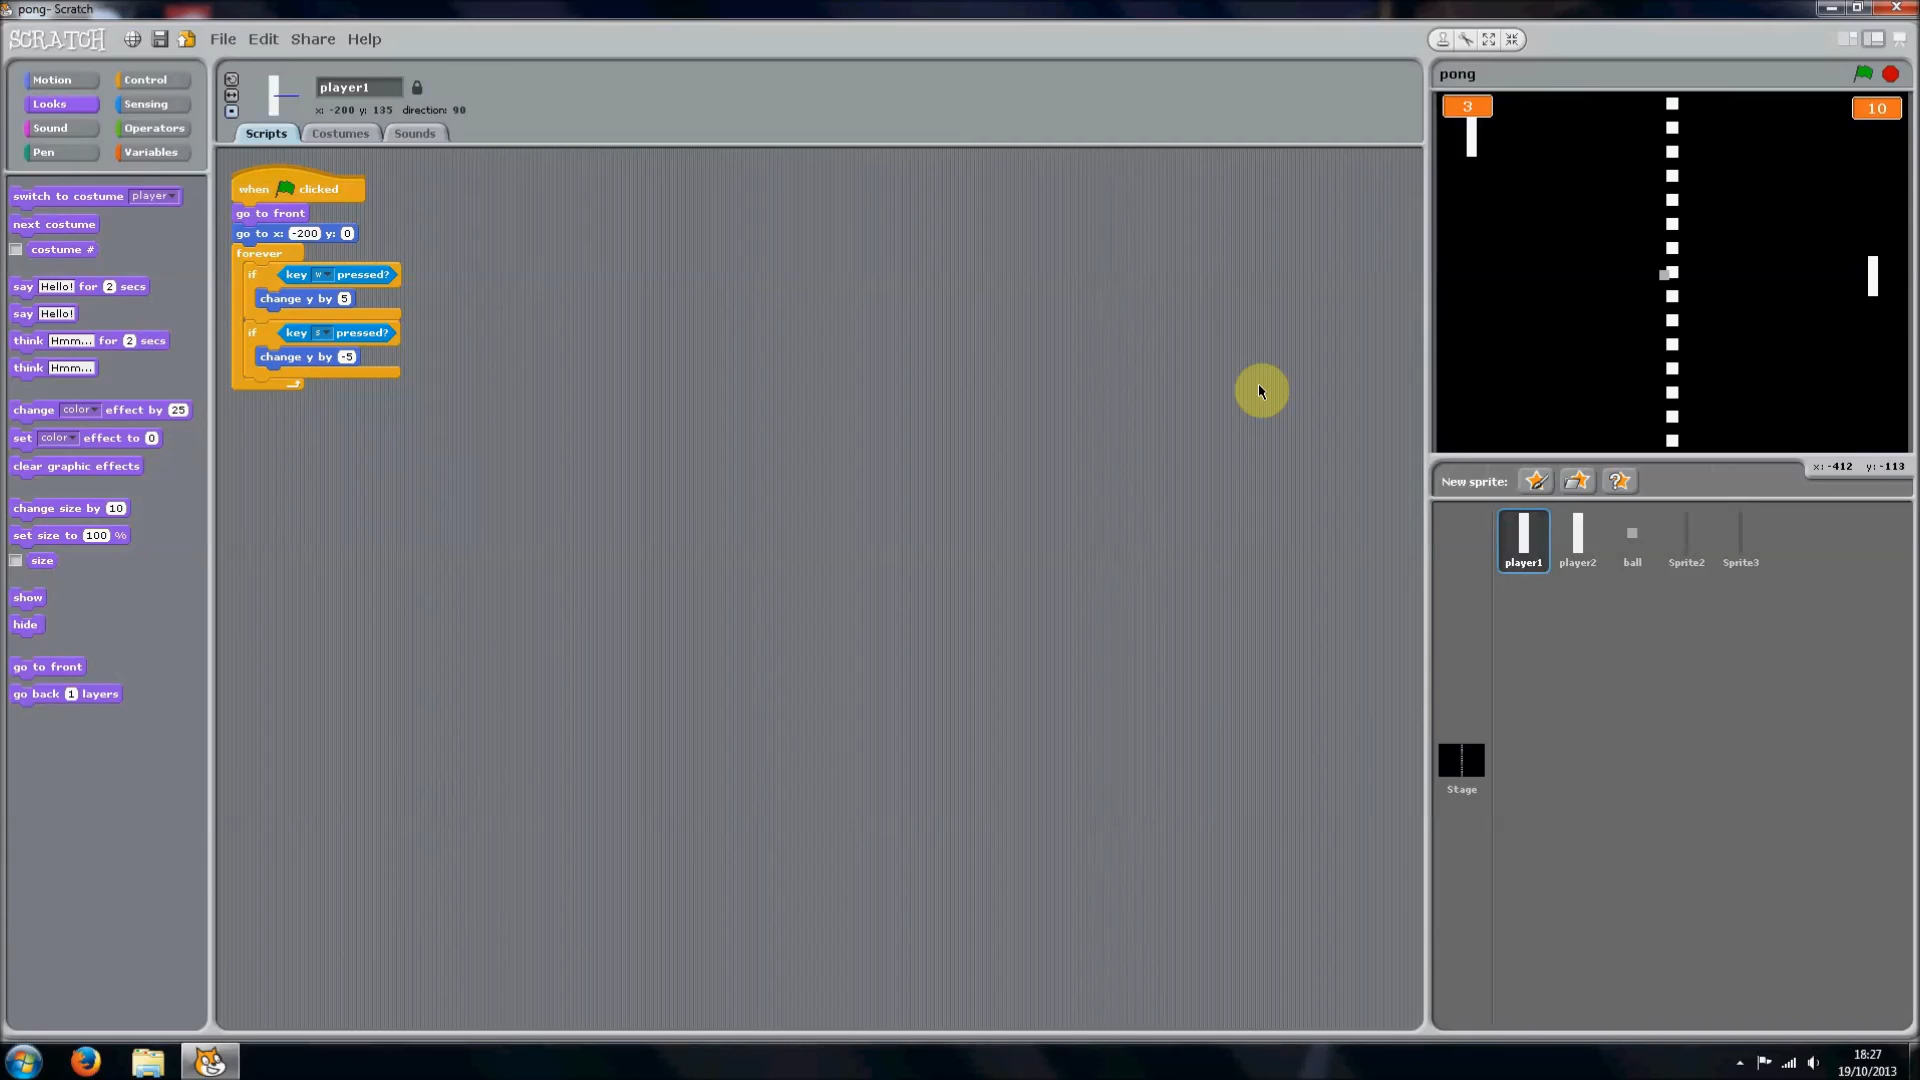 pong- Scratch
SCRATCH File Edit Share Help
Motion Control
Looks Sensing
Sound Operators
Pen Variables
switch to costume player
next costume
costume #
say Hello! for 2 secs
say Hello!
think Hmm... for 2 secs
think Hmm...
change color effect by 25
set color effect to 0
clear graphic effects
change size by 10
set size to 100 %
size
show
hide
go to front
go back 1 layers
player1
x: -200 y: 135 direction: 90
Scripts Costumes Sounds
when clicked
go to front
go to x: -200 y: 0
forever
if key w pressed?
change y by 5
if key s pressed?
change y by -5
pong
3 10
x: -412 y: -113
New sprite:
player1 player2 ball Sprite2 Sprite3
Stage
18:27
19/10/2013